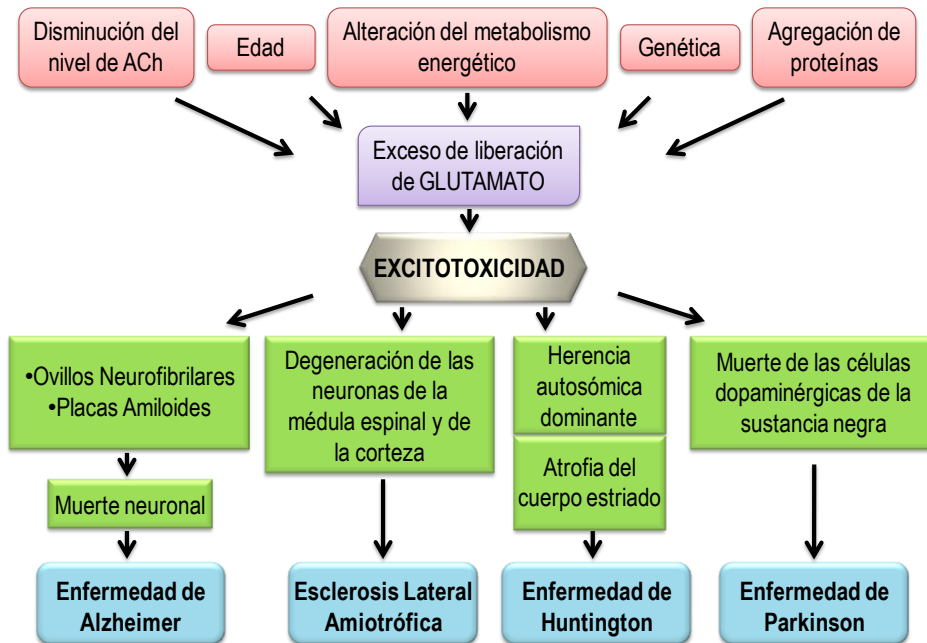 Disminución del
nivel de ACh
Edad
Alteración del metabolismo
energético
Genética
Agregación de
proteínas
Exceso de liberación
de GLUTAMATO
EXCITOTOXICIDAD
•Ovillos Neurofibrilares
•Placas Amiloides
Degeneración de las
neuronas de la
médula espinal y de
la corteza
Herencia
autosómica
dominante
Muerte de las células
dopaminérgicas de la
sustancia negra
Muerte neuronal
Atrofia del
cuerpo estriado
Enfermedad de
Alzheimer
Esclerosis Lateral
Amiotrófica
Enfermedad de
Huntington
Enfermedad de
Parkinson